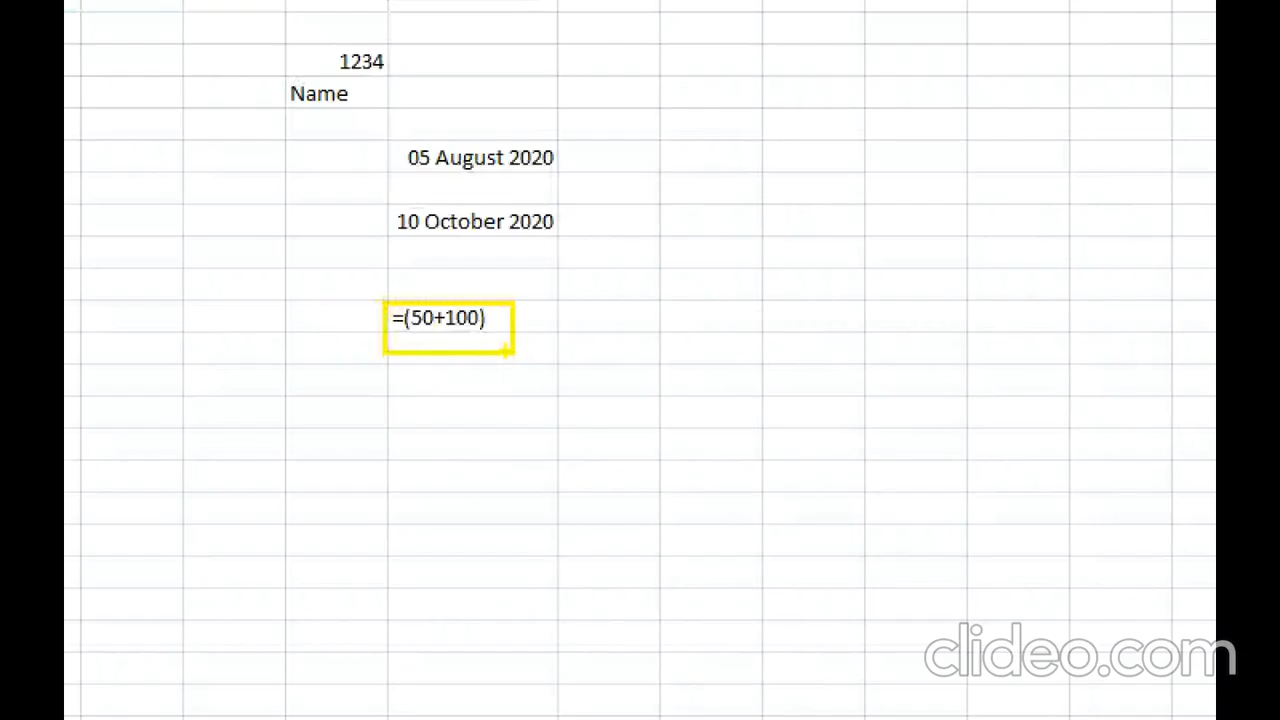 1234
Name
05 August 2020
10 October 2020
=(50+100)
clideo.com